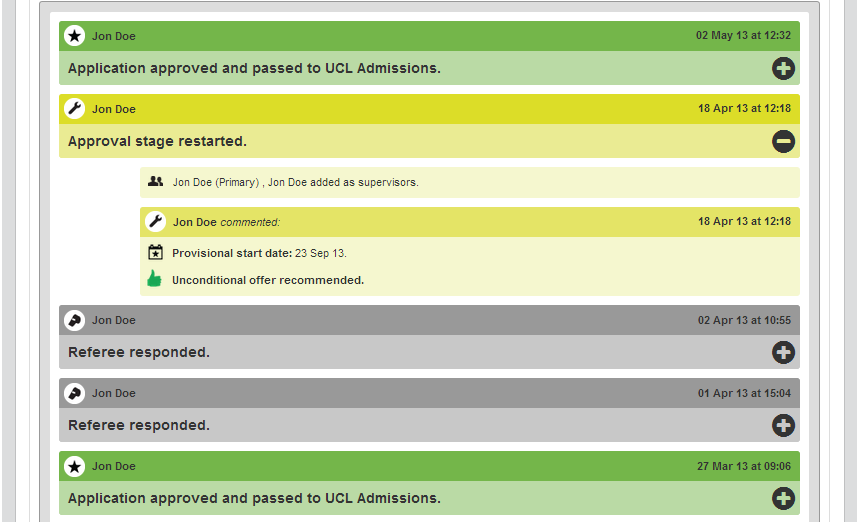 Jon Doe 02 May 13 at 12:32
Application approved and passed to UCL Admissions.
Jon Doe 18 Apr 13 at 12:18
Approval stage restarted.
Jon Doe (Primary) , Jon Doe added as supervisors.
Jon Doe commented: 18 Apr 13 at 12:18
Provisional start date: 23 Sep 13.
Unconditional offer recommended.
Jon Doe 02 Apr 13 at 10:55
Referee responded.
Jon Doe 01 Apr 13 at 15:04
Referee responded.
Jon Doe 27 Mar 13 at 09:06
Application approved and passed to UCL Admissions.